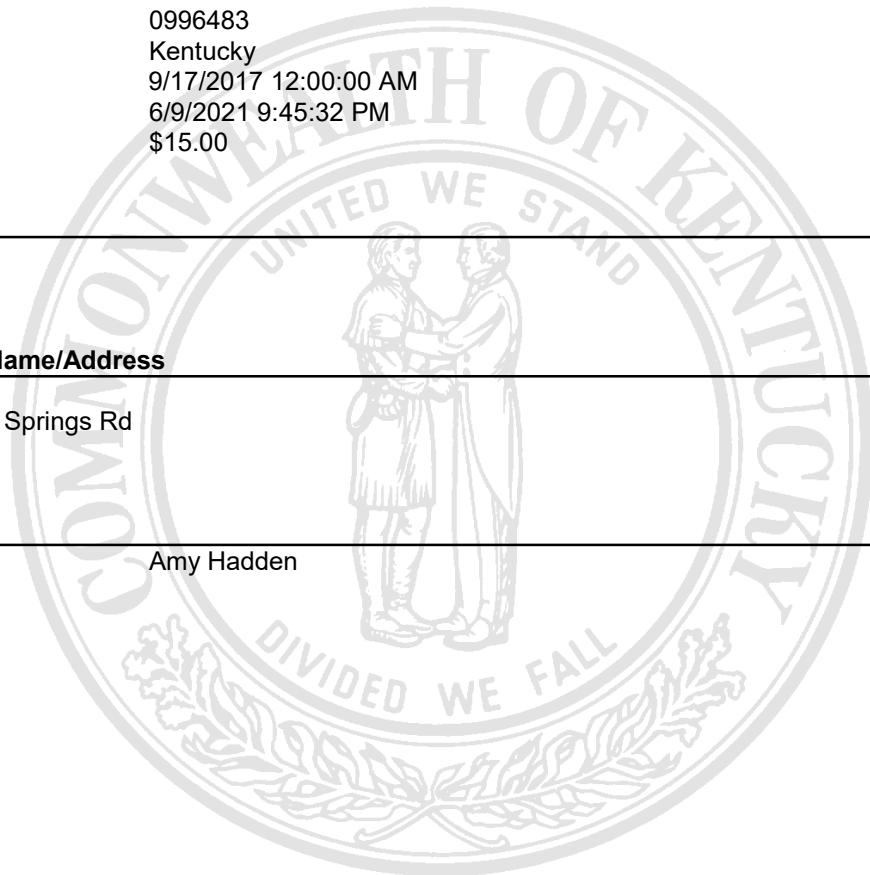 0996483
Kentucky
9/17/2017 12:00:00 AM
6/9/2021 9:45:32 PM
$15.00
COMMONWEALTH OF KENTUCKY
UNITED WE STAND
Name/Address
Springs Rd
Amy Hadden
DIVIDED WE FALL